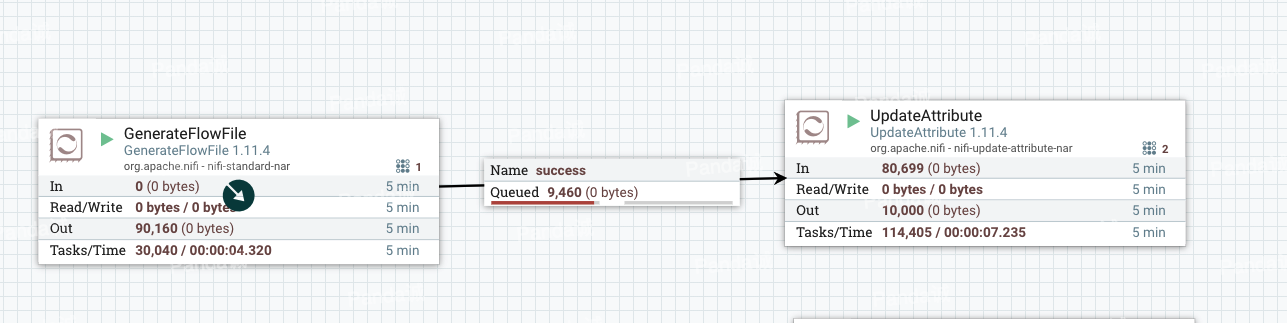 GenerateFlowFile
GenerateFlowFile 1.11.4
org.apache.nifi - nifi-standard-nar
1
In 0 (0 bytes) 5 min
Read/Write 0 bytes / 0 bytes 5 min
Out 90,160 (0 bytes) 5 min
Tasks/Time 30,040 / 00:00:04.320 5 min
Name success
Queued 9,460 (0 bytes)
UpdateAttribute
UpdateAttribute 1.11.4
org.apache.nifi - nifi-update-attribute-nar
2
In 80,699 (0 bytes) 5 min
Read/Write 0 bytes / 0 bytes 5 min
Out 10,000 (0 bytes) 5 min
Tasks/Time 114,405 / 00:00:07.235 5 min